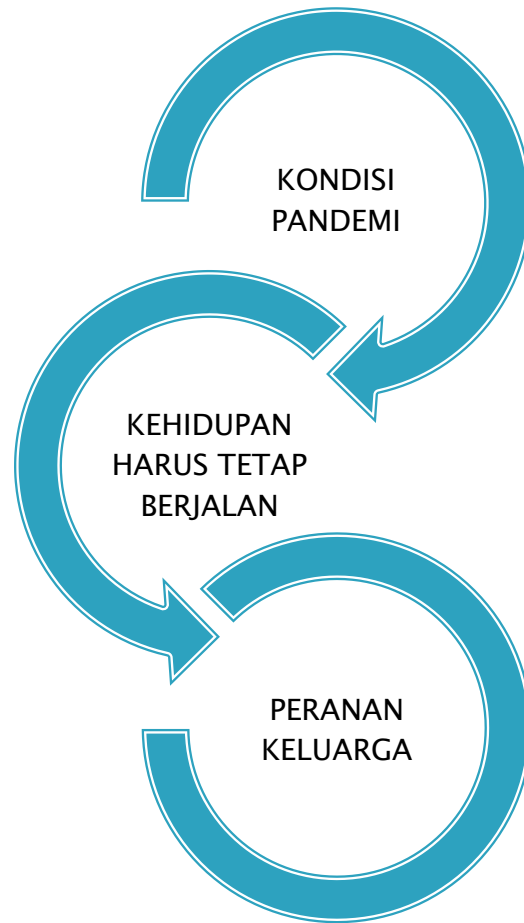 KONDISI
PANDEMI
KEHIDUPAN
HARUS TETAP
BERJALAN
PERANAN
KELUARGA